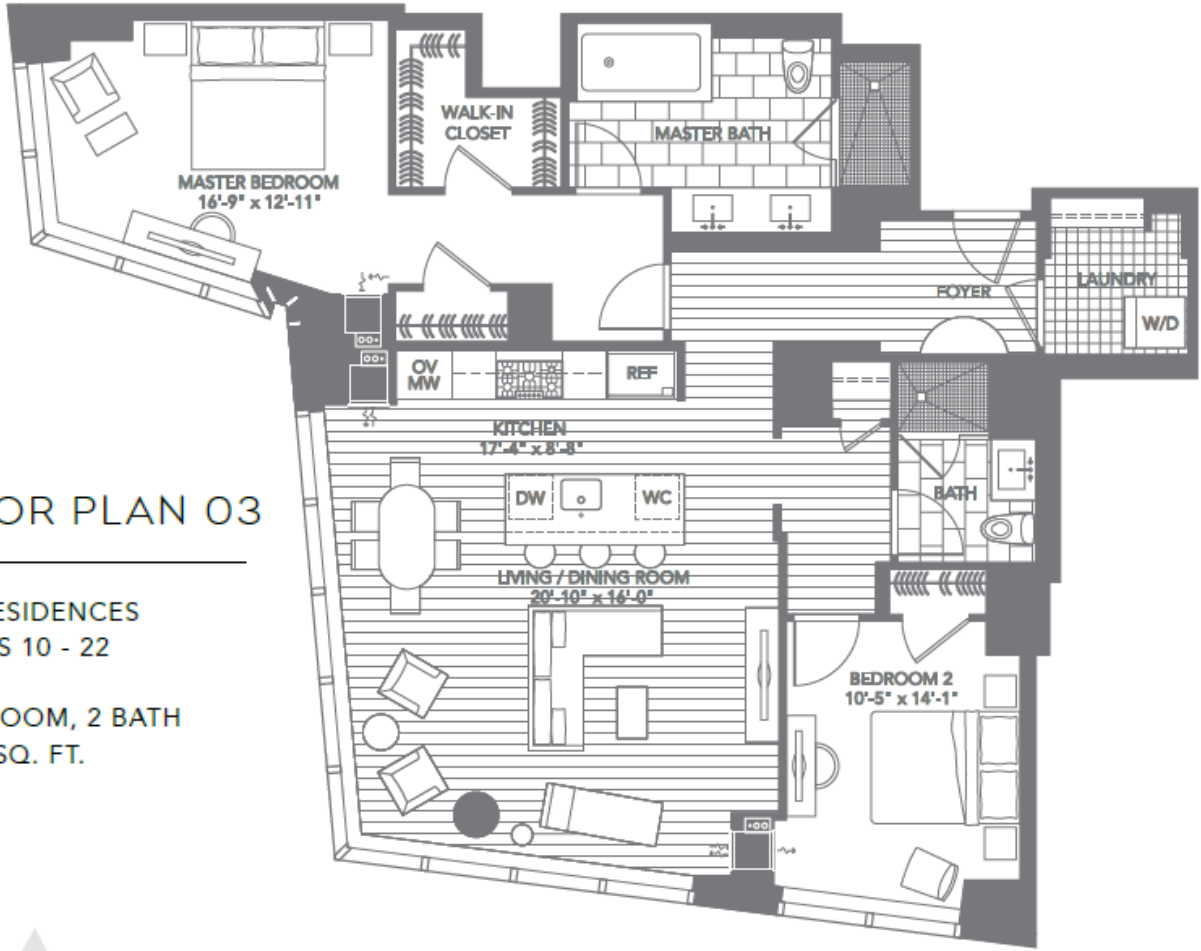 WALK-IN
CLOSET
MASTER BATH
MASTER BEDROOM
16'-9" x 12'-11"
FOYER
LAUNDRY
W/D
OV
MW
REF
KITCHEN
17'-4" x 8'-8"
DW
WC
BATH
LIVING / DINING ROOM
20'-10" x 16'-0"
BEDROOM 2
10'-5" x 14'-1"
OR PLAN 03
ESIDENCES
S 10 - 22
OOM, 2 BATH
SQ. FT.